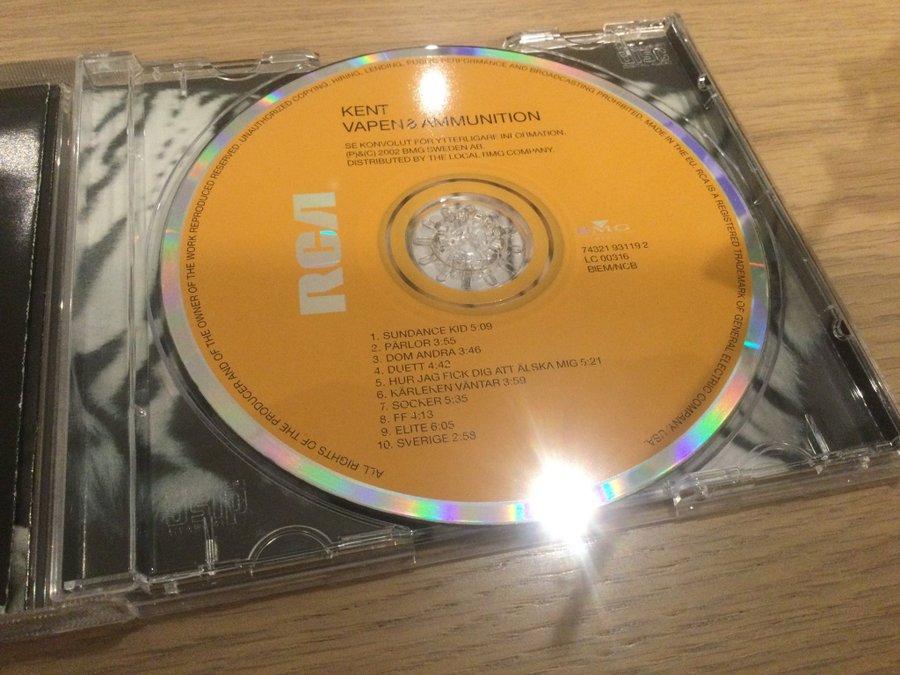 KENT
VAPEN & AMMUNITION
SE KONVOLUT FÖR YTTERLIGARE INFORMATION.
(P)&(C) 2002 BMG SWEDEN AB.
DISTRIBUTED BY THE LOCAL BMG COMPANY.
RCA
BMG
74321 93119 2
LC 00316
BIEM/NCB
1. SUNDANCE KID 5:09
2. PÄRLOR 3:55
3. DOM ANDRA 3:46
4. DUETT 4:42
5. HUR JAG FICK DIG ATT ÄLSKA MIG 5:21
6. KÄRLEKEN VÄNTAR 3:59
7. SOCKER 5:35
8. FF 4:13
9. ELITE 6:05
10. SVERIGE 2:58
ALL RIGHTS OF THE PRODUCER AND OF THE OWNER OF THE WORK REPRODUCED RESERVED. UNAUTHORIZED COPYING, HIRING, LENDING, PUBLIC PERFORMANCE AND BROADCASTING PROHIBITED. MADE IN THE EU. RCA IS A REGISTERED TRADEMARK OF GENERAL ELECTRIC COMPANY, USA.
disc